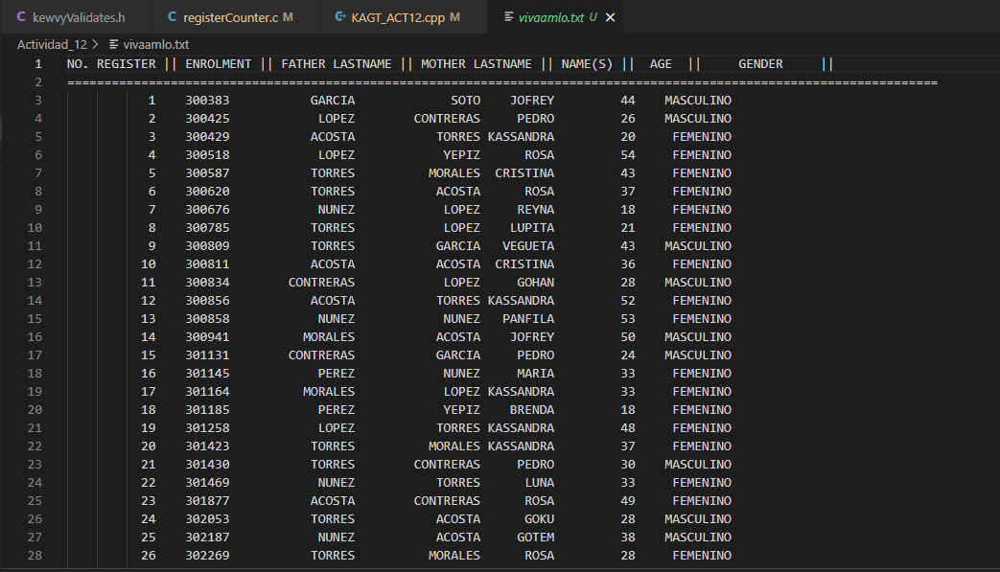 kewvyValidates.h registerCounter.c M KAGT_ACT12.cpp M vivaamlo.txt U
Actividad_12 > vivaamlo.txt
1 NO. REGISTER || ENROLMENT || FATHER LASTNAME || MOTHER LASTNAME || NAME(S) || AGE || GENDER ||
2 ======================================================================================================================
3 1 300383 GARCIA SOTO JOFREY 44 MASCULINO
4 2 300425 LOPEZ CONTRERAS PEDRO 26 MASCULINO
5 3 300429 ACOSTA TORRES KASSANDRA 20 FEMENINO
6 4 300518 LOPEZ YEPIZ ROSA 54 FEMENINO
7 5 300587 TORRES MORALES CRISTINA 43 FEMENINO
8 6 300620 TORRES ACOSTA ROSA 37 FEMENINO
9 7 300676 NUNEZ LOPEZ REYNA 18 FEMENINO
10 8 300785 TORRES LOPEZ LUPITA 21 FEMENINO
11 9 300809 TORRES GARCIA VEGUETA 43 MASCULINO
12 10 300811 ACOSTA ACOSTA CRISTINA 36 FEMENINO
13 11 300834 CONTRERAS LOPEZ GOHAN 28 MASCULINO
14 12 300856 ACOSTA TORRES KASSANDRA 52 FEMENINO
15 13 300858 NUNEZ NUNEZ PANFILA 53 FEMENINO
16 14 300941 MORALES ACOSTA JOFREY 50 MASCULINO
17 15 301131 CONTRERAS GARCIA PEDRO 24 MASCULINO
18 16 301145 PEREZ NUNEZ MARIA 33 FEMENINO
19 17 301164 MORALES LOPEZ KASSANDRA 33 FEMENINO
20 18 301185 PEREZ YEPIZ BRENDA 18 FEMENINO
21 19 301258 LOPEZ TORRES KASSANDRA 48 FEMENINO
22 20 301423 TORRES MORALES KASSANDRA 37 FEMENINO
23 21 301430 TORRES CONTRERAS PEDRO 30 MASCULINO
24 22 301469 NUNEZ TORRES LUNA 33 FEMENINO
25 23 301877 ACOSTA CONTRERAS ROSA 49 FEMENINO
26 24 302053 TORRES ACOSTA GOKU 28 MASCULINO
27 25 302187 NUNEZ ACOSTA GOTEM 38 MASCULINO
28 26 302269 TORRES MORALES ROSA 28 FEMENINO